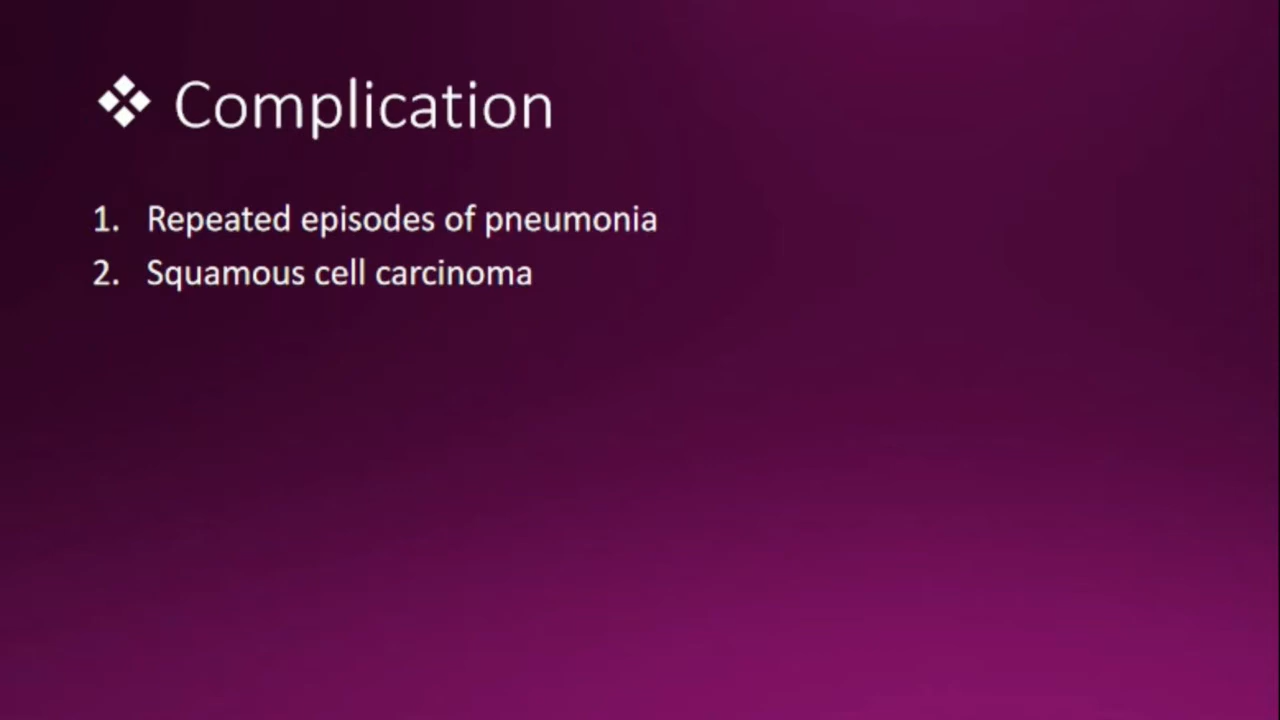 ❖ Complication
1. Repeated episodes of pneumonia
2. Squamous cell carcinoma